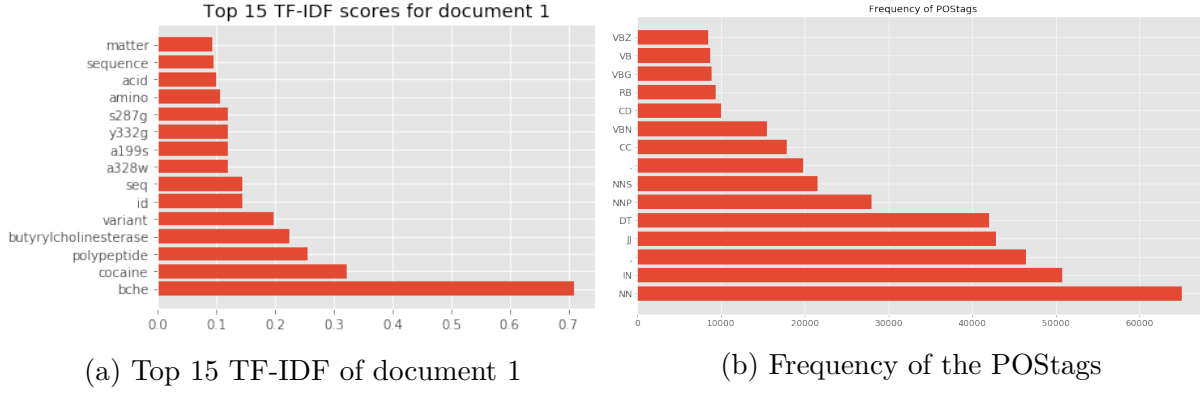 Top 15 TF-IDF scores for document 1
matter
sequence
acid
amino
s287g
y332g
a199s
a328w
seq
id
variant
butyrylcholinesterase
polypeptide
cocaine
bche
0.0 0.1 0.2 0.3 0.4 0.5 0.6 0.7
(a) Top 15 TF-IDF of document 1
Frequency of POStags
VBZ
VB
VBG
RB
CD
VBN
CC
.
NNS
NNP
DT
JJ
,
IN
NN
0 10000 20000 30000 40000 50000 60000
(b) Frequency of the POStags